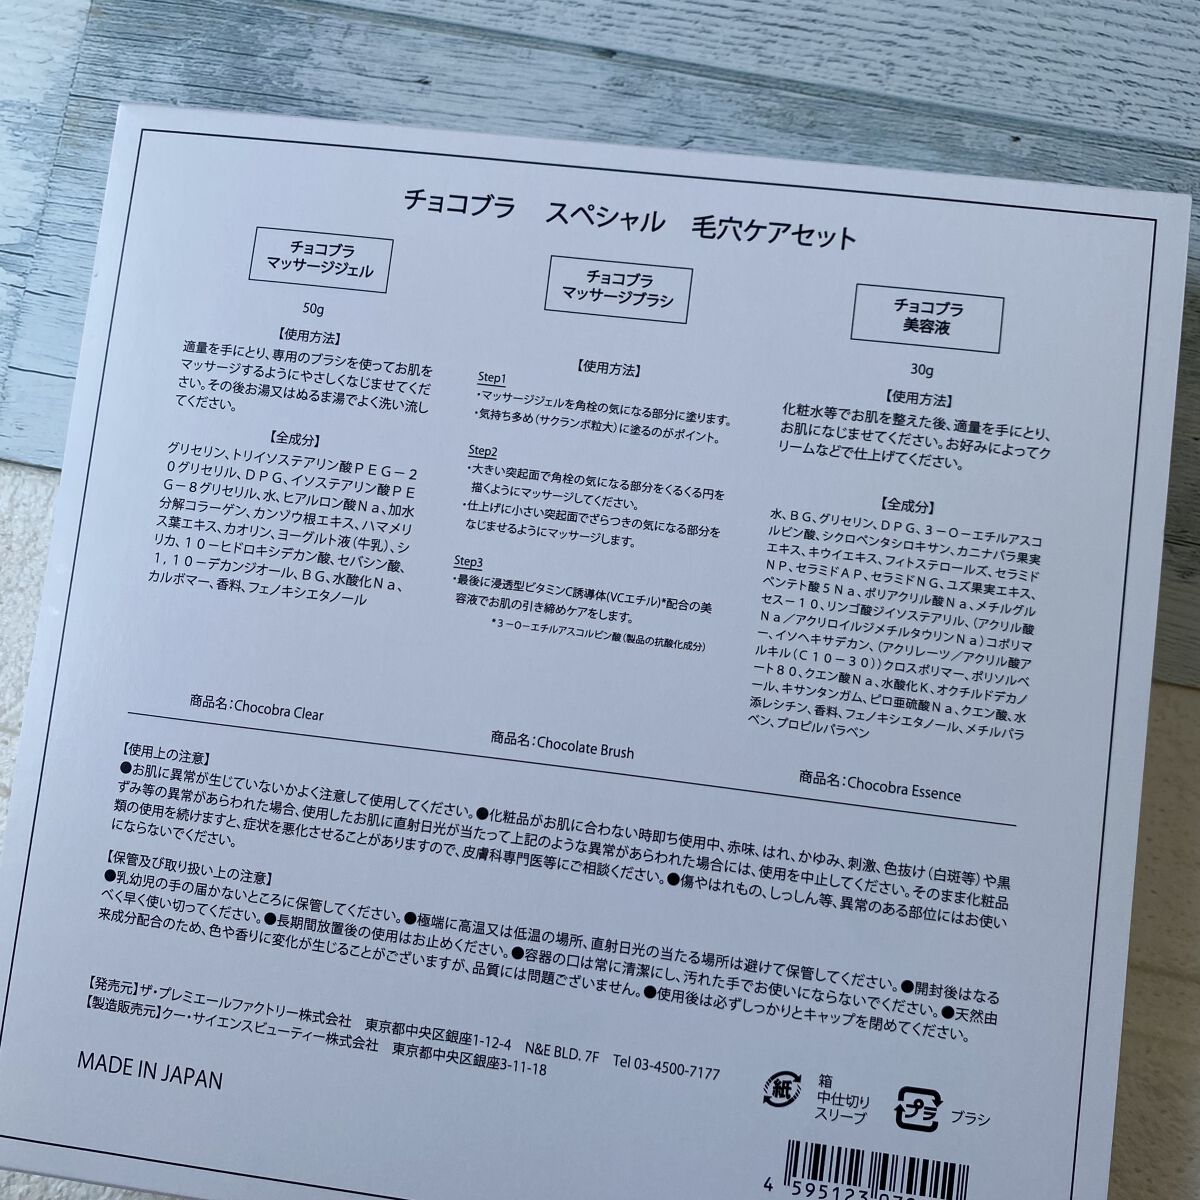 チョコブラ　スペシャル　毛穴ケアセット
チョコブラ
マッサージジェル
50g
【使用方法】
適量を手にとり、専用のブラシを使ってお肌を
マッサージするようにやさしくなじませてくだ
さい。その後お湯又はぬるま湯でよく洗い流し
てください。
【全成分】
グリセリン、トリイソステアリン酸ＰＥＧ－２
０グリセリル、ＤＰＧ、イソステアリン酸ＰＥ
Ｇ－８グリセリル、水、ヒアルロン酸Ｎａ、加水
分解コラーゲン、カンゾウ根エキス、ハマメリ
ス葉エキス、カオリン、ヨーグルト液（牛乳）、シ
リカ、１０－ヒドロキシデカン酸、セバシン酸、
１，１０－デカンジオール、ＢＧ、水酸化Ｎａ、
カルボマー、香料、フェノキシエタノール
商品名：Chocobra Clear
チョコブラ
マッサージブラシ
【使用方法】
Step1
・マッサージジェルを角栓の気になる部分に塗ります。
・気持ち多め（サクランボ粒大）に塗るのがポイント。
Step2
・大きい突起面で角栓の気になる部分をくるくる円を
描くようにマッサージしてください。
・仕上げに小さい突起面でざらつきの気になる部分を
なじませるようにマッサージします。
Step3
・最後に浸透型ビタミンC誘導体(VCエチル)*配合の美
容液でお肌の引き締めケアをします。
*３－Ｏ－エチルアスコルビン酸（製品の抗酸化成分）
商品名：Chocolate Brush
チョコブラ
美容液
30g
【使用方法】
化粧水等でお肌を整えた後、適量を手にとり、
お肌になじませてください。お好みによってク
リームなどで仕上げてください。
【全成分】
水、ＢＧ、グリセリン、ＤＰＧ、３－Ｏ－エチルアスコ
ルビン酸、シクロペンタシロキサン、カニナバラ果実
エキス、キウイエキス、フィトステロールズ、セラミド
ＮＰ、セラミドＡＰ、セラミドＮＧ、ユズ果実エキス、
ペンテト酸５Ｎａ、ポリアクリル酸Ｎａ、メチルグル
セス－１０、リンゴ酸ジイソステアリル、（アクリル酸
Ｎａ／アクリロイルジメチルタウリンＮａ）コポリマ
ー、イソヘキサデカン、（アクリレーツ／アクリル酸ア
ルキル（Ｃ１０－３０））クロスポリマー、ポリソルベ
ート８０、クエン酸Ｎａ、水酸化Ｋ、オクチルドデカノ
ール、キサンタンガム、ピロ亜硫酸Ｎａ、クエン酸、水
添レシチン、香料、フェノキシエタノール、メチルパラ
ベン、プロピルパラベン
商品名：Chocobra Essence
【使用上の注意】
●お肌に異常が生じていないかよく注意して使用してください。●化粧品がお肌に合わない時即ち使用中、赤味、はれ、かゆみ、刺激、色抜け（白斑等）や黒
ずみ等の異常があらわれた場合、使用したお肌に直射日光が当たって上記のような異常があらわれた場合には、使用を中止してください。そのまま化粧品
類の使用を続けますと、症状を悪化させることがありますので、皮膚科専門医等にご相談ください。●傷やはれもの、しっしん等、異常のある部位にはお使い
にならないでください。
【保管及び取り扱い上の注意】
●乳幼児の手の届かないところに保管してください。●極端に高温又は低温の場所、直射日光の当たる場所は避けて保管してください。●開封後はなる
べく早く使い切ってください。●長期間放置後の使用はお止めください。●容器の口は常に清潔にし、汚れた手でお使いにならないでください。●天然由
来成分配合のため、色や香りに変化が生じることがございますが、品質には問題ございません。●使用後は必ずしっかりとキャップを閉めてください。
【発売元】ザ・プレミエールファクトリー株式会社　東京都中央区銀座1-12-4　N&E BLD. 7F　Tel 03-4500-7177
【製造販売元】クー・サイエンスビューティー株式会社　東京都中央区銀座3-11-18
MADE IN JAPAN
紙
箱
中仕切り
スリーブ
プラ
ブラシ
4 595123